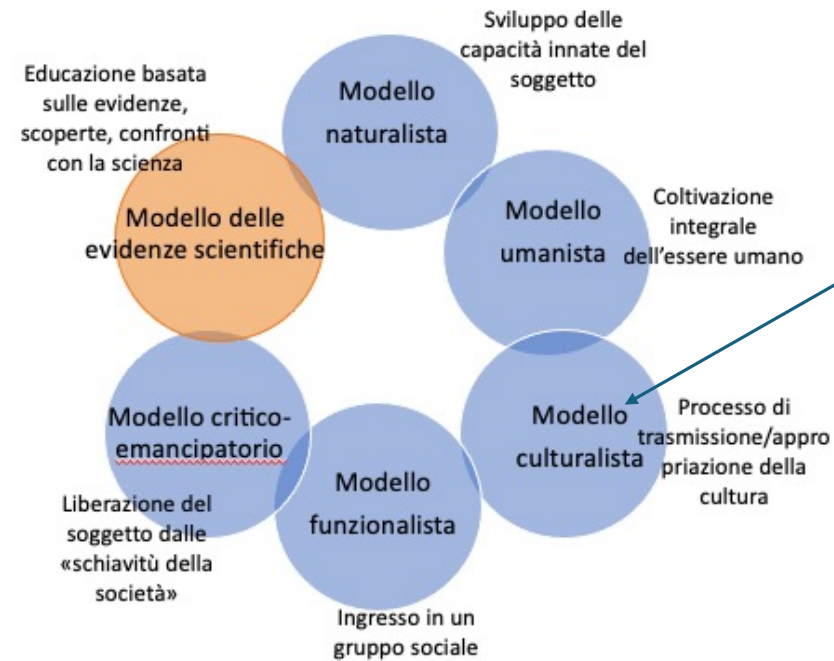 Sviluppo delle
capacità innate del
soggetto
Modello
naturalista
Educazione basata
sulle evidenze,
scoperte, confronti
con la scienza
Modello delle
evidenze scientifiche
Modello
umanista
Coltivazione
integrale
dell'essere umano
Modello
culturalista
Processo di
trasmissione/appro
priazione della
cultura
Modello critico-
emancipatorio
Liberazione del
soggetto dalle
«schiavitù della
società»
Modello
funzionalista
Ingresso in un
gruppo sociale